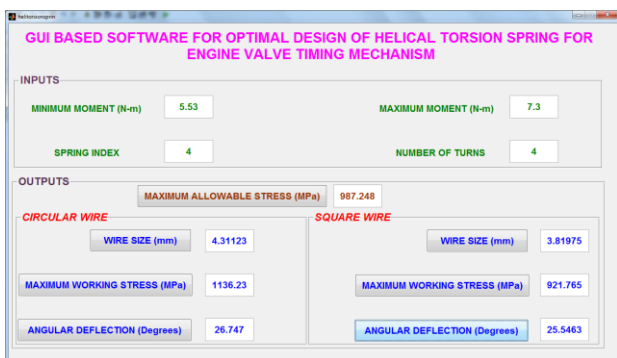 helitorsionsprin
GUI BASED SOFTWARE FOR OPTIMAL DESIGN OF HELICAL TORSION SPRING FOR
ENGINE VALVE TIMING MECHANISM
INPUTS
MINIMUM MOMENT (N-m) 5.53 MAXIMUM MOMENT (N-m) 7.3
SPRING INDEX 4 NUMBER OF TURNS 4
OUTPUTS
MAXIMUM ALLOWABLE STRESS (MPa) 987.248
CIRCULAR WIRE SQUARE WIRE
WIRE SIZE (mm) 4.31123 WIRE SIZE (mm) 3.81975
MAXIMUM WORKING STRESS (MPa) 1136.23 MAXIMUM WORKING STRESS (MPa) 921.765
ANGULAR DEFLECTION (Degrees) 26.747 ANGULAR DEFLECTION (Degrees) 25.5463